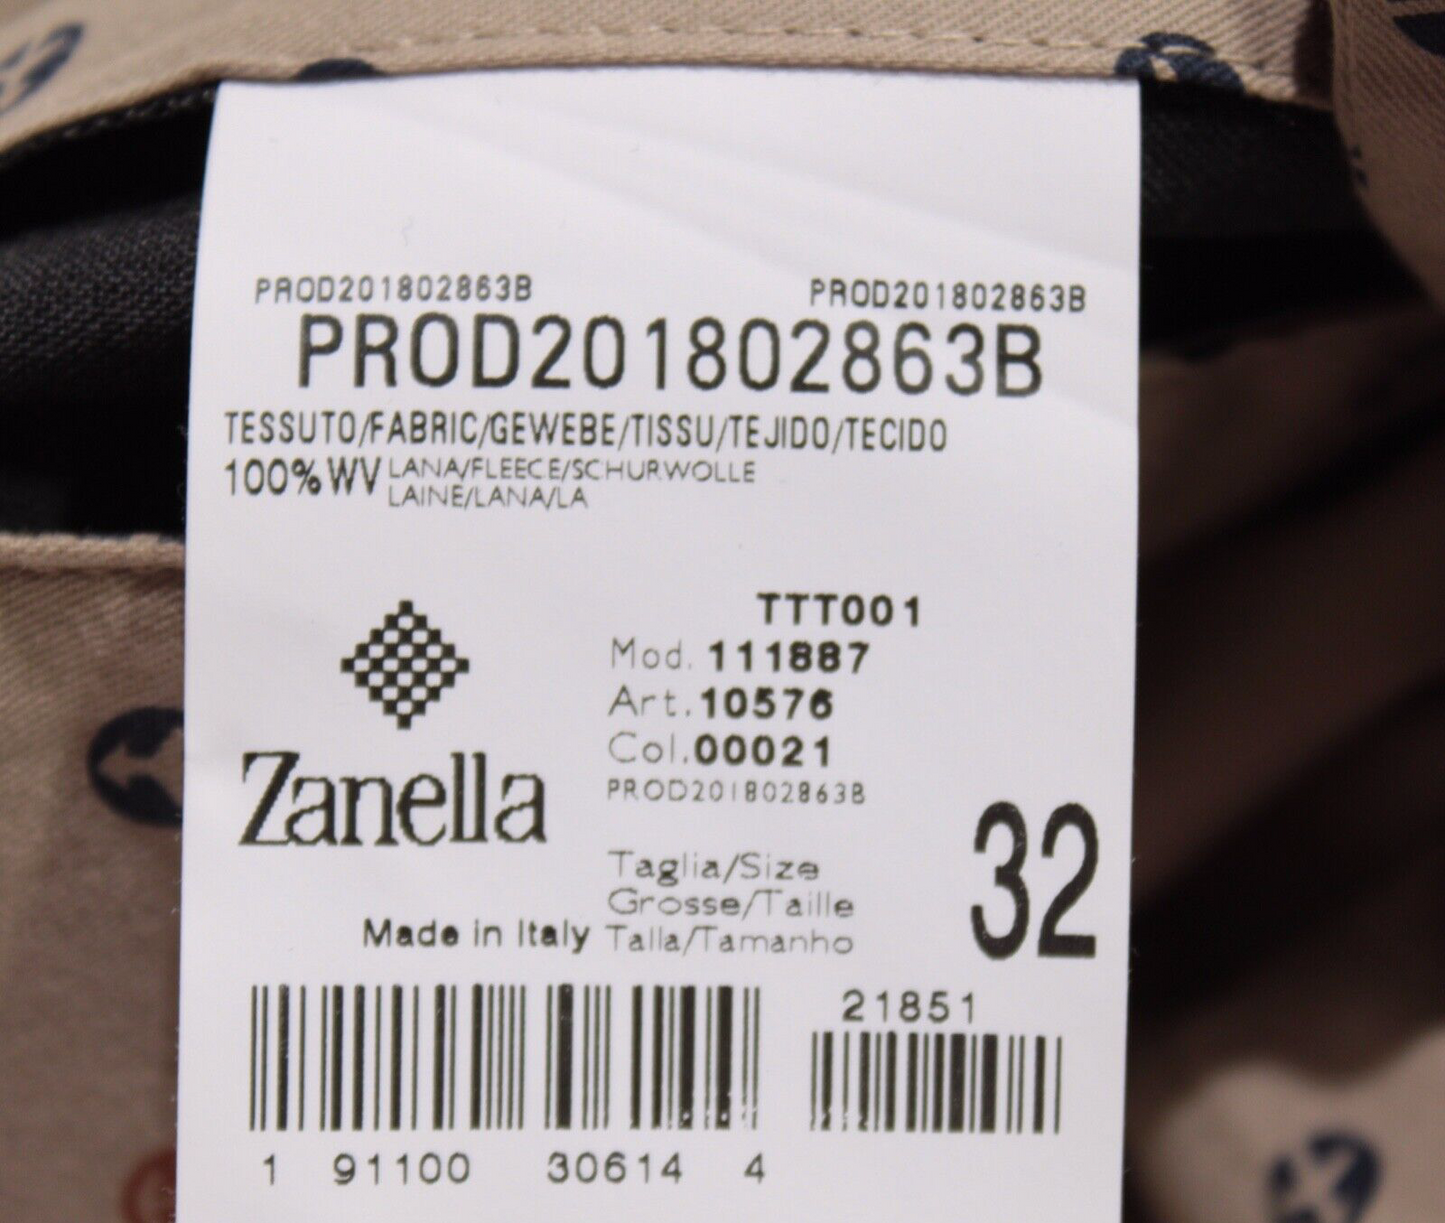 PROD201802863B PROD201802863B
PROD201802863B
TESSUTO/FABRIC/GEWEBE/TISSU/TEJIDO/TECIDO
100%WV LANA/FLEECE/SCHURWOLLE
LAINE/LANA/LA
TTT001
Mod. 111887
Art. 10576
Col. 00021
PROD201802863B
Zanella
Taglia/Size
Grosse/Taille
Talla/Tamanho
32
Made in Italy
21851
1 91100 30614 4